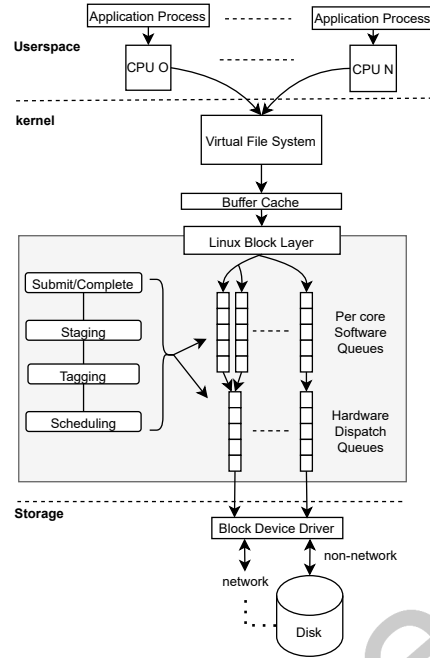 Application Process
Application Process
Userspace
CPU O
CPU N
kernel
Virtual File System
Buffer Cache
Linux Block Layer
Submit/Complete
Staging
Tagging
Scheduling
Per core
Software
Queues
Hardware
Dispatch
Queues
Storage
Block Device Driver
non-network
network
Disk